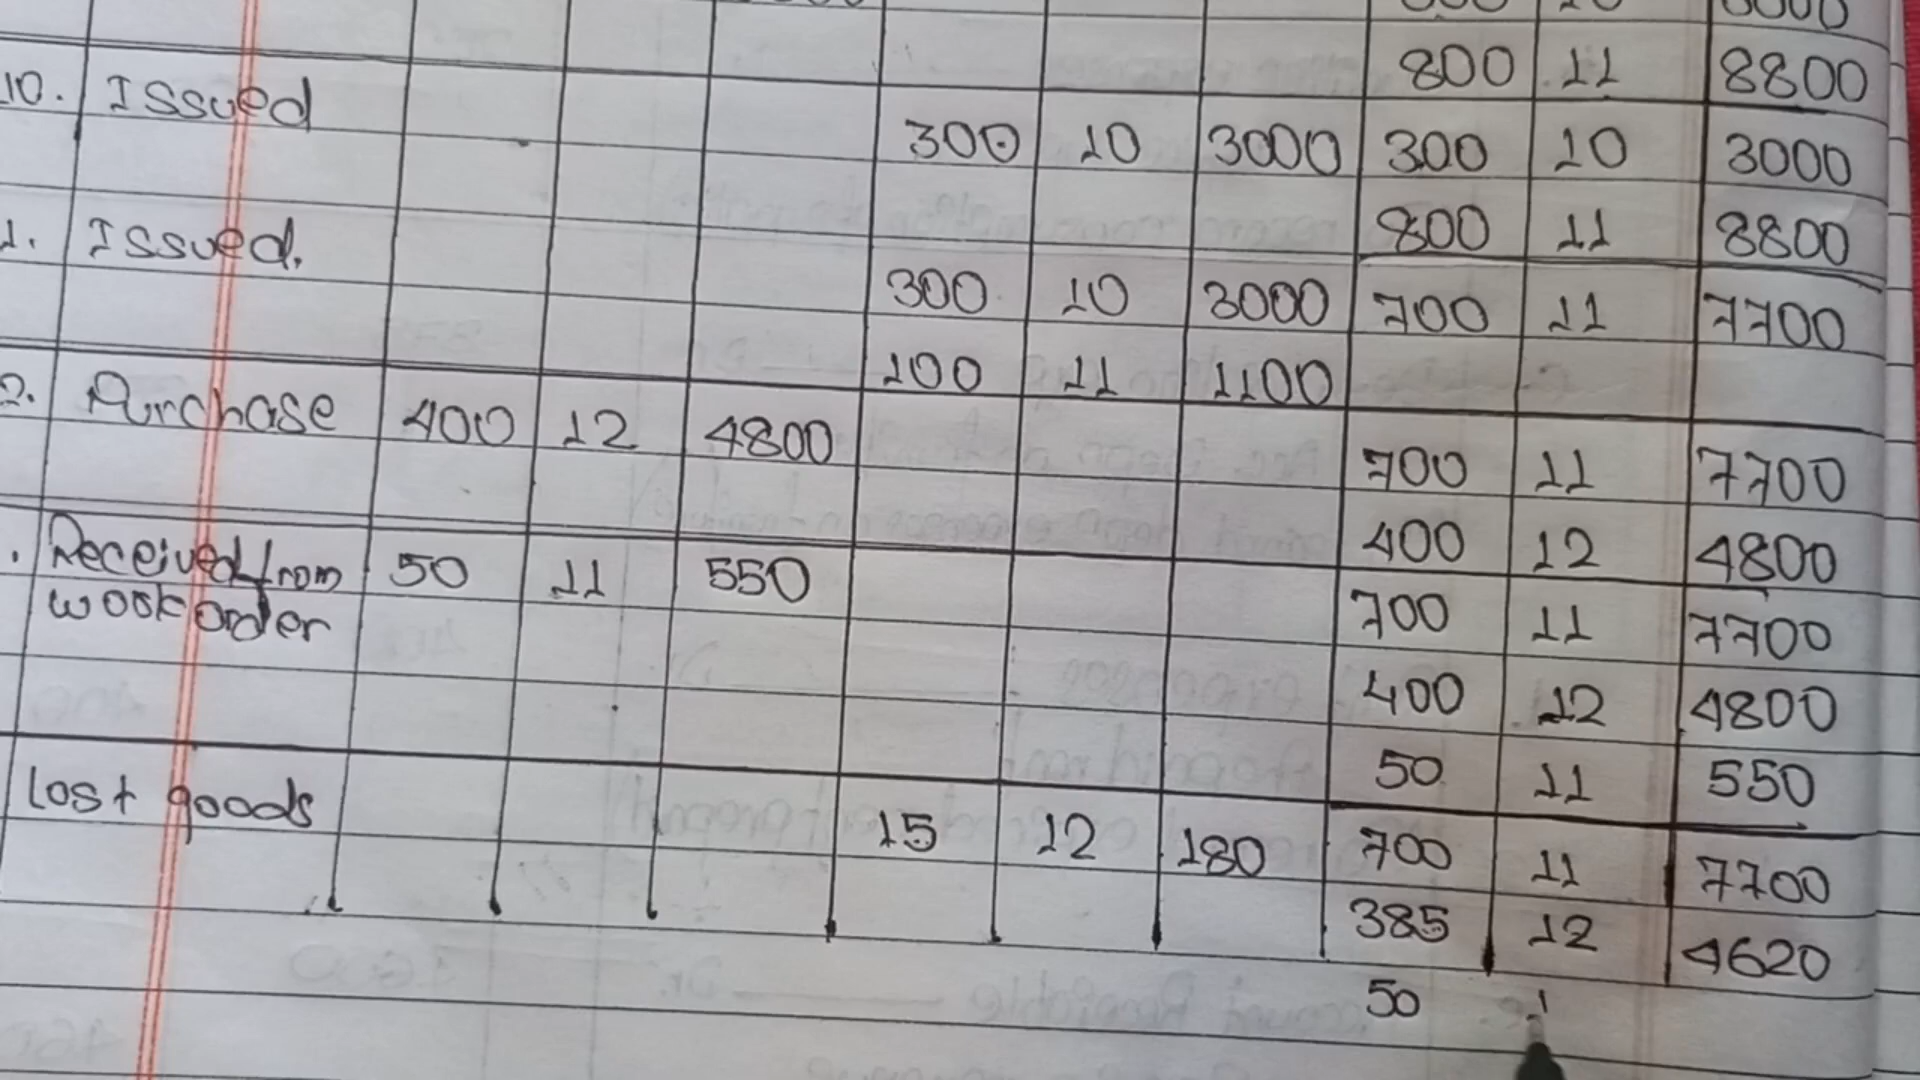 800 11 8800
10. Issued
300 10 3000 300 10 3000
800 11 8800
1. Issued.
300 10 3000 700 11 7700
100 11 1100
2. Purchase 400 12 4800
700 11 7700
400 12 4800
. Received from 50 11 550
work order
700 11 7700
400 12 4800
50 11 550
Lost goods 15 12 180 700 11 7700
385 12 4620
50